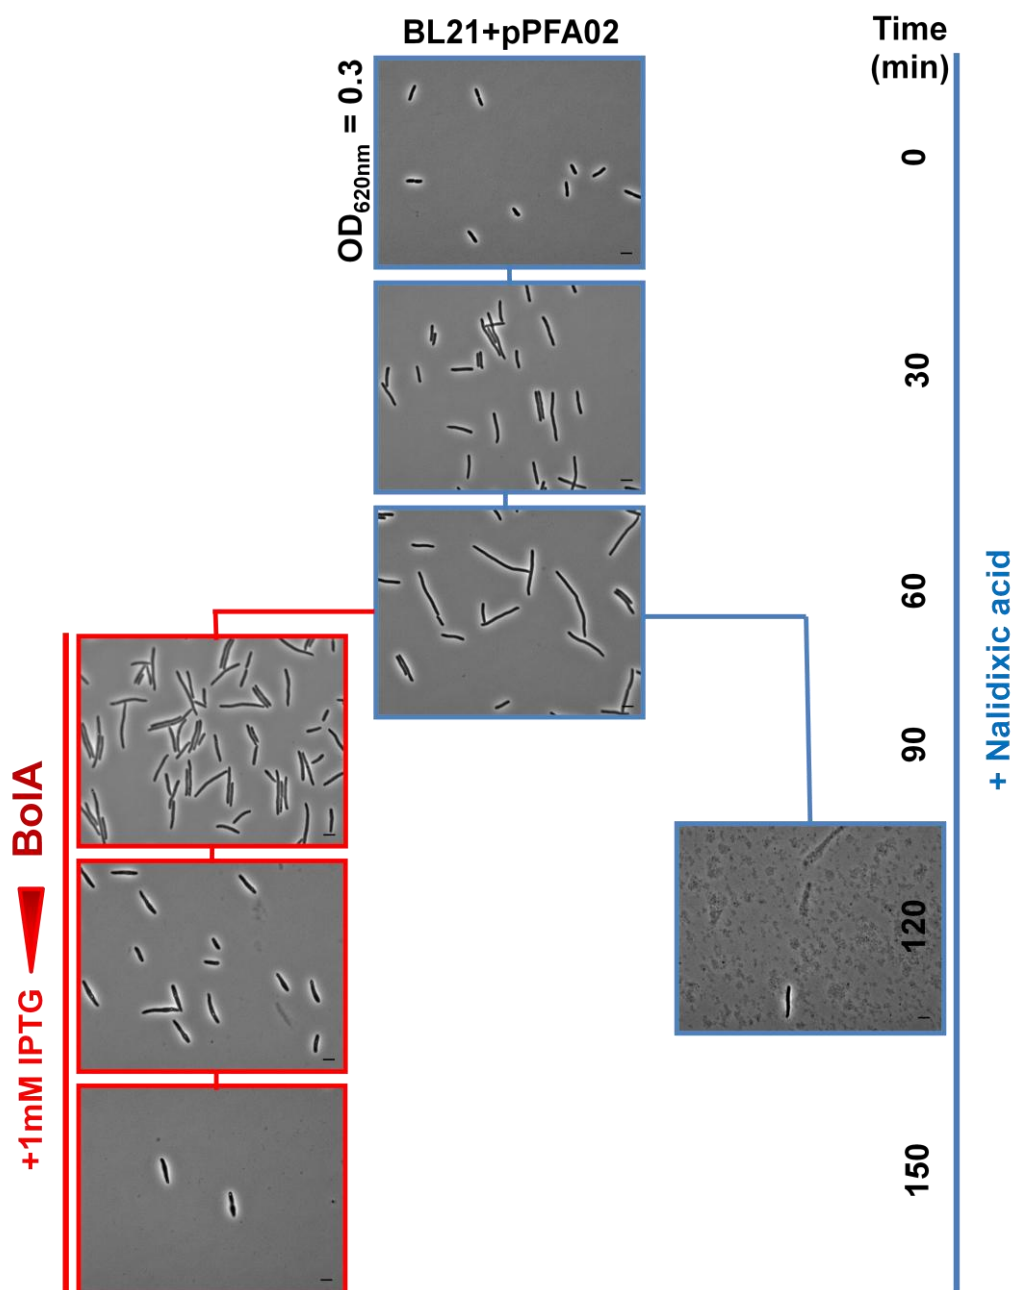 BL21+pPFA02
Time
(min)
OD620nm = 0.3
0
30
60
90
120
150
+ Nalidixic acid
BolA
+1mM IPTG